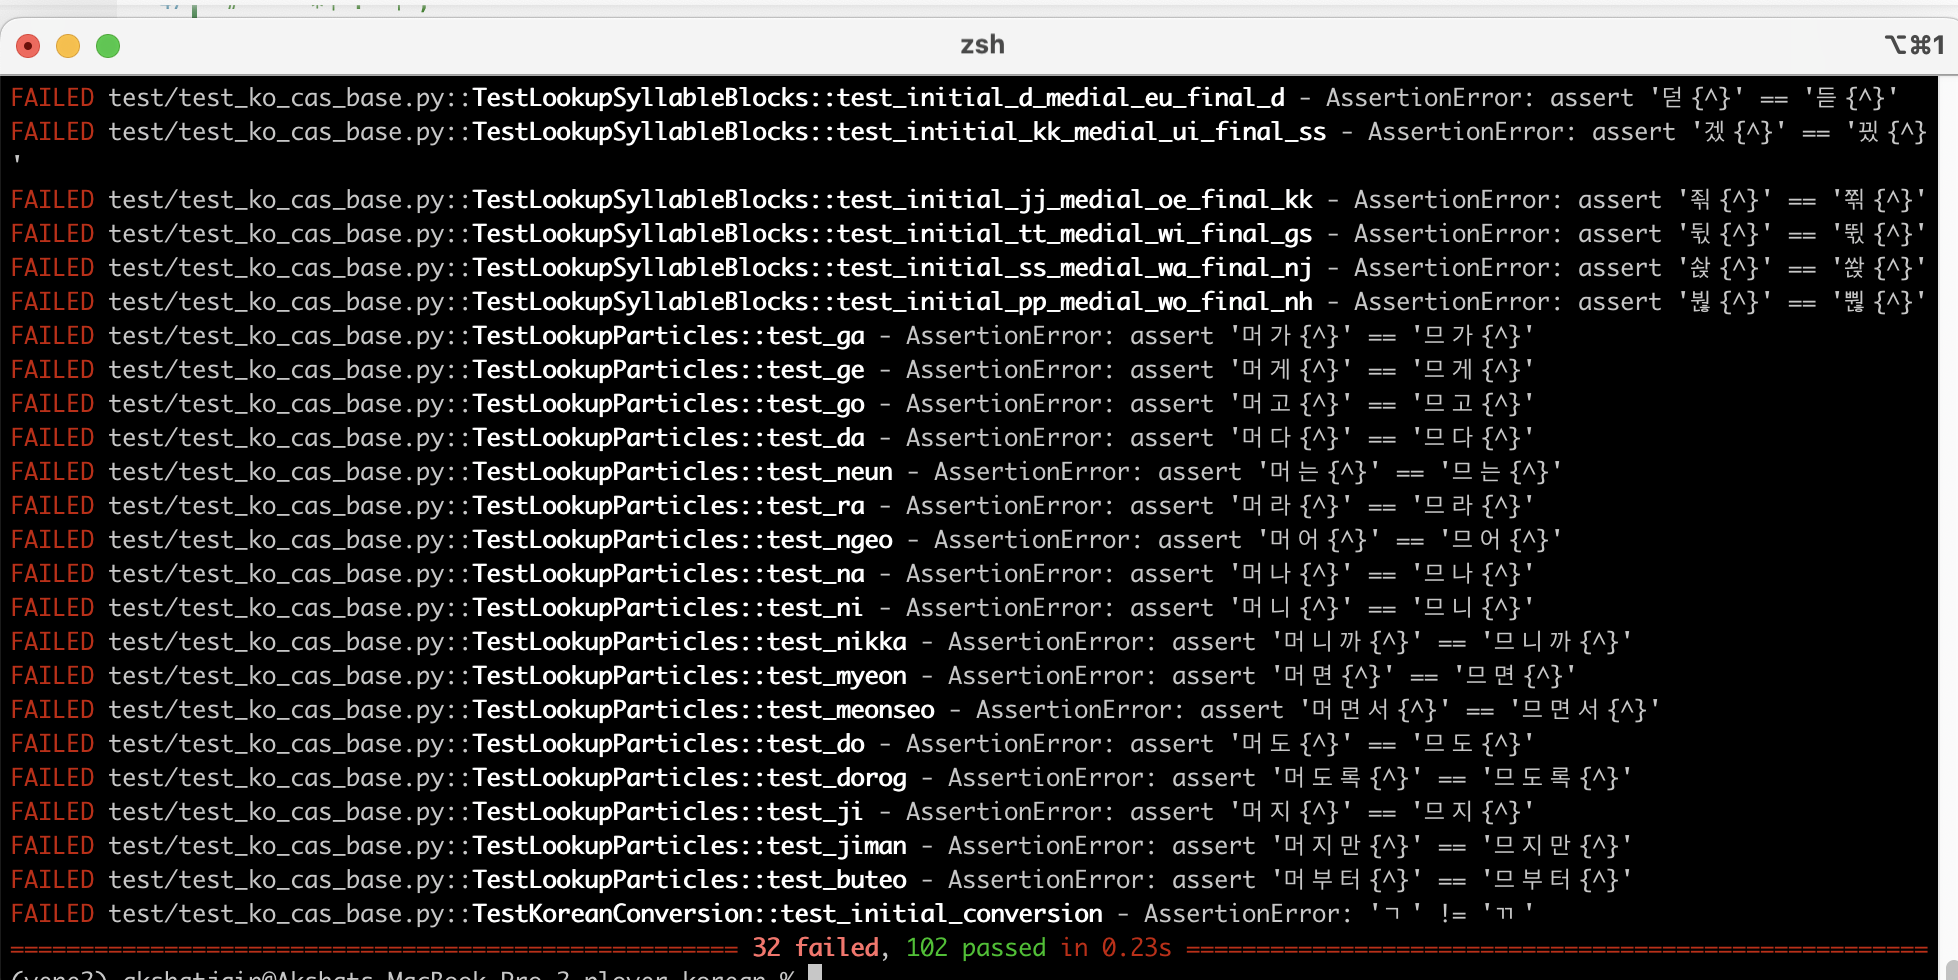 zsh
⌥⌘1
FAILED test/test_ko_cas_base.py::TestLookupSyllableBlocks::test_initial_d_medial_eu_final_d - AssertionError: assert '덛{^}' == '듣{^}'
FAILED test/test_ko_cas_base.py::TestLookupSyllableBlocks::test_intitial_kk_medial_ui_final_ss - AssertionError: assert '겠{^}' == '끴{^}
'
FAILED test/test_ko_cas_base.py::TestLookupSyllableBlocks::test_initial_jj_medial_oe_final_kk - AssertionError: assert '죆{^}' == '쬒{^}'
FAILED test/test_ko_cas_base.py::TestLookupSyllableBlocks::test_initial_tt_medial_wi_final_gs - AssertionError: assert '뒧{^}' == '뛳{^}'
FAILED test/test_ko_cas_base.py::TestLookupSyllableBlocks::test_initial_ss_medial_wa_final_nj - AssertionError: assert '솭{^}' == '쫝{^}'
FAILED test/test_ko_cas_base.py::TestLookupSyllableBlocks::test_initial_pp_medial_wo_final_nh - AssertionError: assert '붢{^}' == '뿮{^}'
FAILED test/test_ko_cas_base.py::TestLookupParticles::test_ga - AssertionError: assert '머가{^}' == '므가{^}'
FAILED test/test_ko_cas_base.py::TestLookupParticles::test_ge - AssertionError: assert '머게{^}' == '므게{^}'
FAILED test/test_ko_cas_base.py::TestLookupParticles::test_go - AssertionError: assert '머고{^}' == '므고{^}'
FAILED test/test_ko_cas_base.py::TestLookupParticles::test_da - AssertionError: assert '머다{^}' == '므다{^}'
FAILED test/test_ko_cas_base.py::TestLookupParticles::test_neun - AssertionError: assert '머는{^}' == '므는{^}'
FAILED test/test_ko_cas_base.py::TestLookupParticles::test_ra - AssertionError: assert '머라{^}' == '므라{^}'
FAILED test/test_ko_cas_base.py::TestLookupParticles::test_ngeo - AssertionError: assert '머어{^}' == '므어{^}'
FAILED test/test_ko_cas_base.py::TestLookupParticles::test_na - AssertionError: assert '머나{^}' == '므나{^}'
FAILED test/test_ko_cas_base.py::TestLookupParticles::test_ni - AssertionError: assert '머니{^}' == '므니{^}'
FAILED test/test_ko_cas_base.py::TestLookupParticles::test_nikka - AssertionError: assert '머니까{^}' == '므니까{^}'
FAILED test/test_ko_cas_base.py::TestLookupParticles::test_myeon - AssertionError: assert '머면{^}' == '므면{^}'
FAILED test/test_ko_cas_base.py::TestLookupParticles::test_meonseo - AssertionError: assert '머면서{^}' == '므면서{^}'
FAILED test/test_ko_cas_base.py::TestLookupParticles::test_do - AssertionError: assert '머도{^}' == '므도{^}'
FAILED test/test_ko_cas_base.py::TestLookupParticles::test_dorog - AssertionError: assert '머도록{^}' == '므도록{^}'
FAILED test/test_ko_cas_base.py::TestLookupParticles::test_ji - AssertionError: assert '머지{^}' == '므지{^}'
FAILED test/test_ko_cas_base.py::TestLookupParticles::test_jiman - AssertionError: assert '머지만{^}' == '므지만{^}'
FAILED test/test_ko_cas_base.py::TestLookupParticles::test_buteo - AssertionError: assert '머부터{^}' == '므부터{^}'
FAILED test/test_ko_cas_base.py::TestKoreanConversion::test_initial_conversion - AssertionError: 'ㄱ' != 'ㄲ'
32 failed, 102 passed in 0.23s